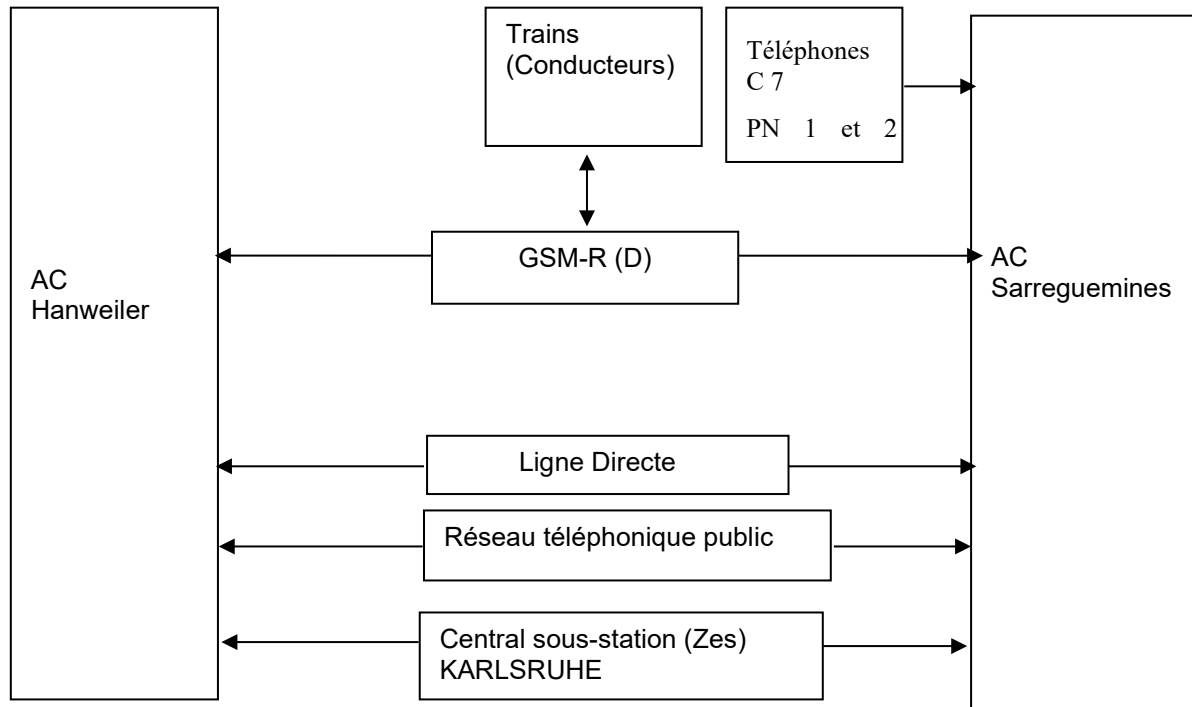 Trains
(Conducteurs)
Téléphones
C 7
PN 1 et 2
AC
Hanweiler
GSM-R (D)
AC
Sarreguemines
Ligne Directe
Réseau téléphonique public
Central sous-station (Zes)
KARLSRUHE